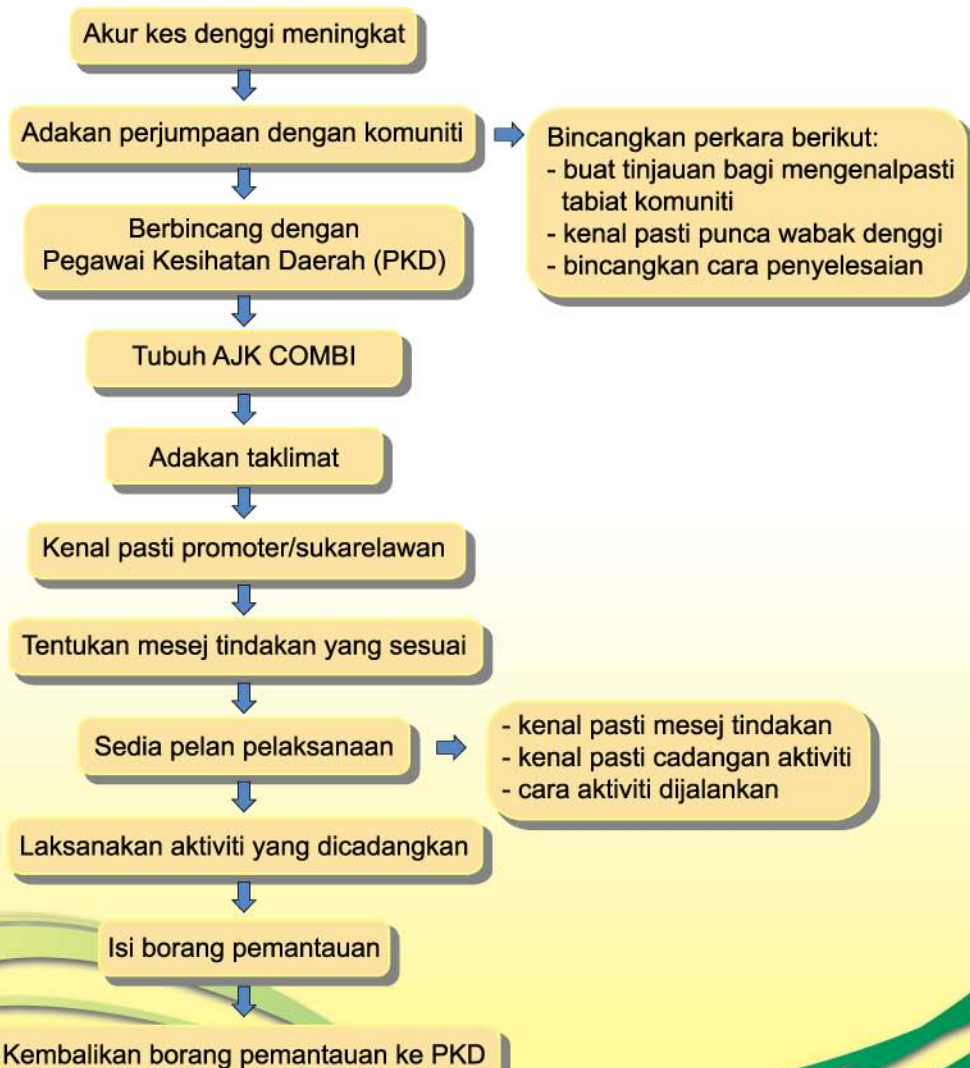 Akur kes denggi meningkat
Adakan perjumpaan dengan komuniti
Bincangkan perkara berikut:
- buat tinjauan bagi mengenalpasti
tabiat komuniti
- kenal pasti punca wabak denggi
- bincangkan cara penyelesaian
Berbincang dengan
Pegawai Kesihatan Daerah (PKD)
Tubuh AJK COMBI
Adakan taklimat
Kenal pasti promoter/sukarelawan
Tentukan mesej tindakan yang sesuai
Sedia pelan pelaksanaan
- kenal pasti mesej tindakan
- kenal pasti cadangan aktiviti
- cara aktiviti dijalankan
Laksanakan aktiviti yang dicadangkan
Isi borang pemantauan
Kembalikan borang pemantauan ke PKD